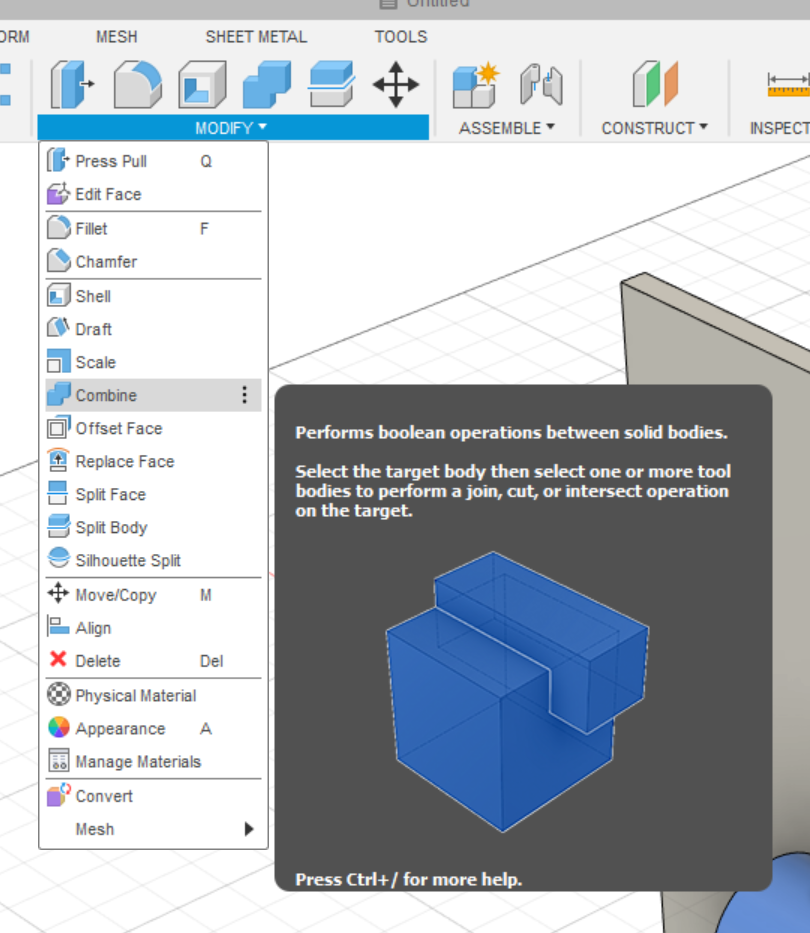 Untitled
ORM MESH SHEET METAL TOOLS
MODIFY ASSEMBLE CONSTRUCT INSPECT
Press Pull Q
Edit Face
Fillet F
Chamfer
Shell
Draft
Scale
Combine
Offset Face
Replace Face
Split Face
Split Body
Silhouette Split
Move/Copy M
Align
Delete Del
Physical Material
Appearance A
Manage Materials
Convert
Mesh
Performs boolean operations between solid bodies.
Select the target body then select one or more tool
bodies to perform a join, cut, or intersect operation
on the target.
Press Ctrl+/ for more help.